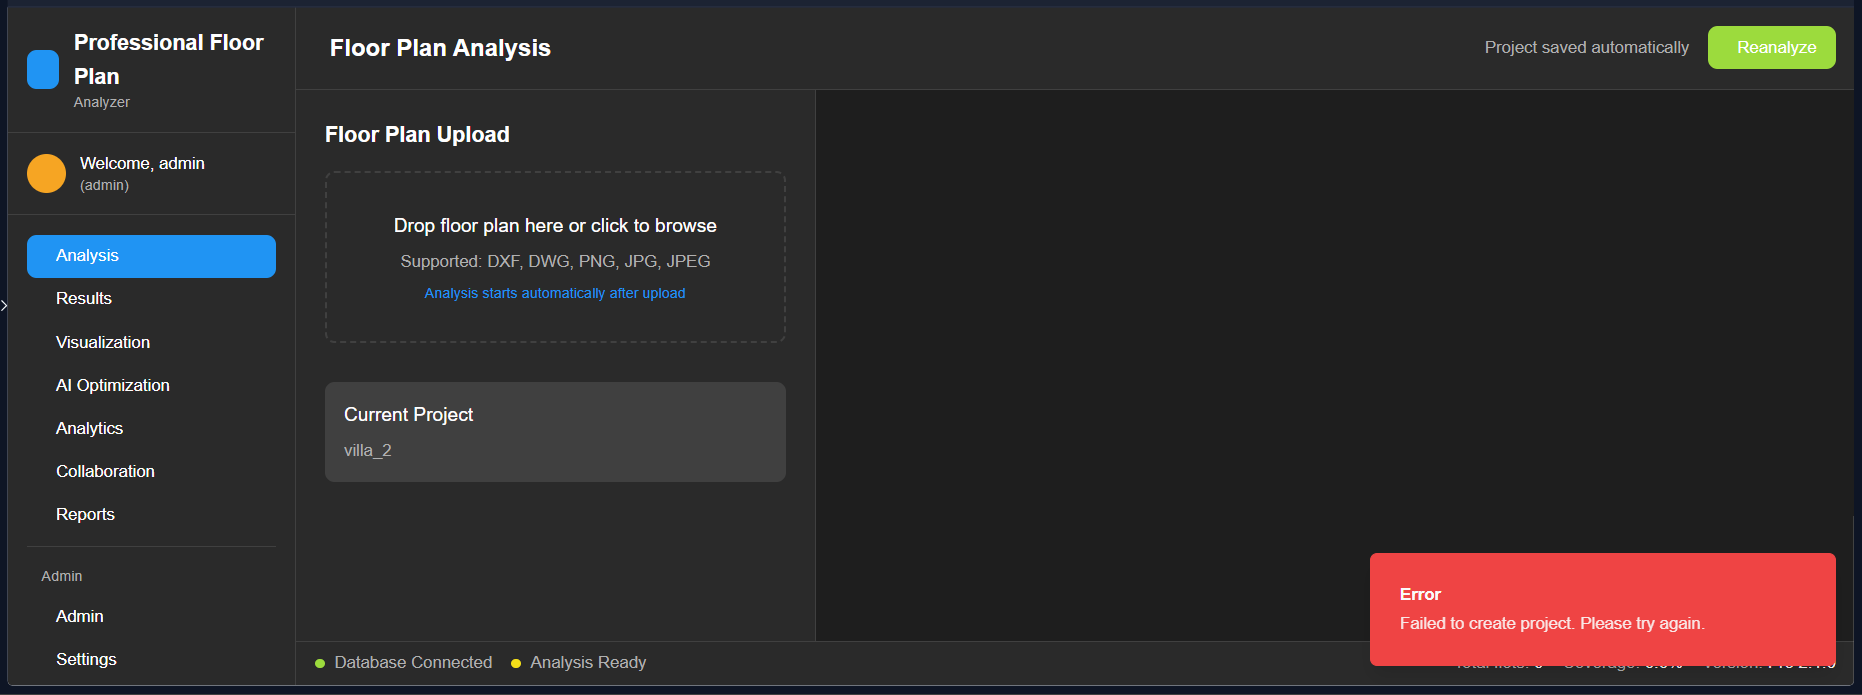 Professional Floor
Plan
Analyzer
Welcome, admin
(admin)
Analysis
Results
Visualization
AI Optimization
Analytics
Collaboration
Reports
Admin
Admin
Settings
Floor Plan Analysis
Project saved automatically
Reanalyze
Floor Plan Upload
Drop floor plan here or click to browse
Supported: DXF, DWG, PNG, JPG, JPEG
Analysis starts automatically after upload
Current Project
villa_2
Error
Failed to create project. Please try again.
Database Connected
Analysis Ready